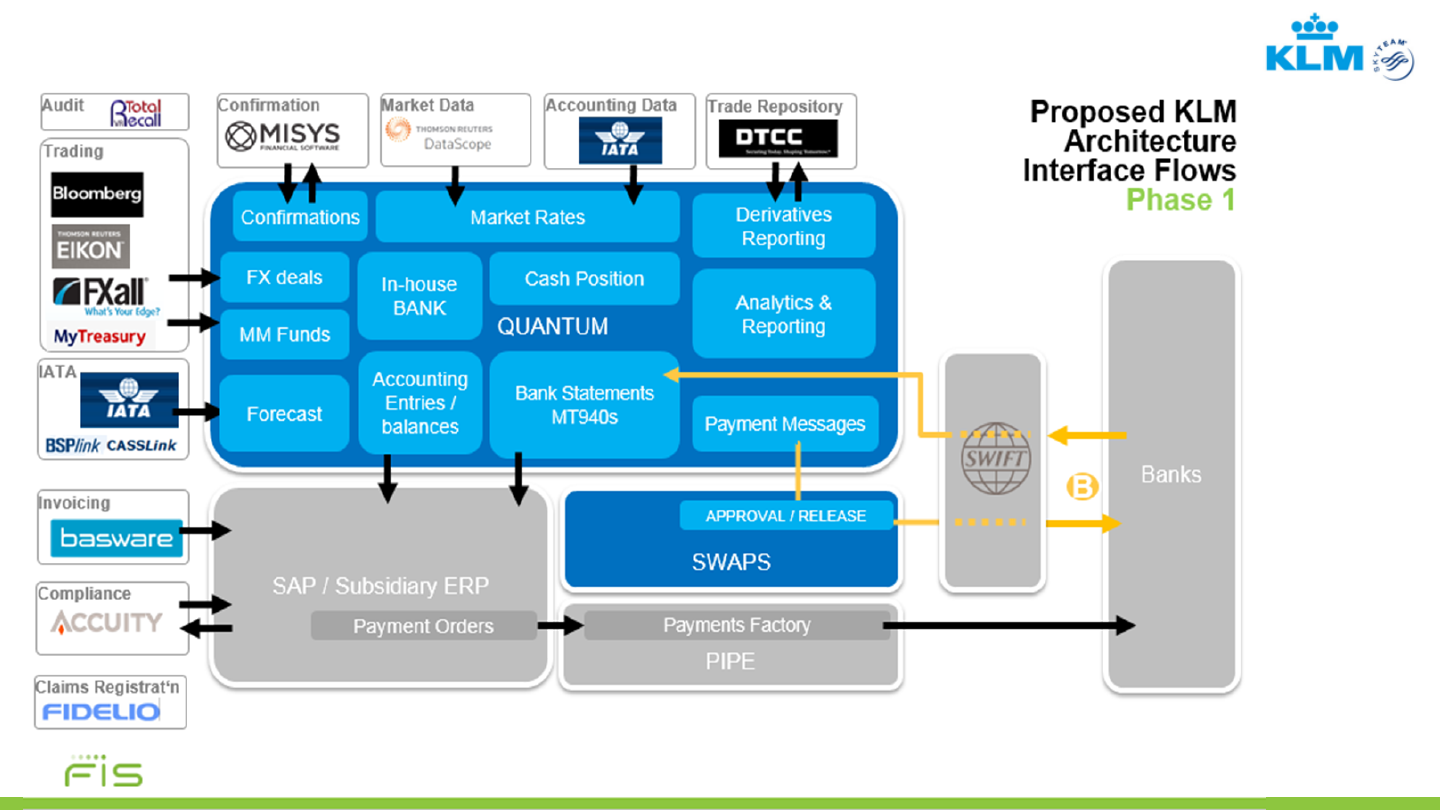 KLM
SKYTEAM
Proposed KLM
Architecture
Interface Flows
Phase 1
Audit
Total
Recall
Confirmation
MISYS
FINANCIAL SOFTWARE
Market Data
THOMSON REUTERS
DataScope
Accounting Data
IATA
Trade Repository
DTCC
Securing Today. Shaping Tomorrow.
Trading
Bloomberg
THOMSON REUTERS
EIKON
FXall
What's Your Edge?
MyTreasury
Confirmations
Market Rates
Derivatives
Reporting
FX deals
In-house
BANK
Cash Position
MM Funds
QUANTUM
Analytics &
Reporting
IATA
IATA
BSPlink CASSLink
Forecast
Accounting
Entries /
balances
Bank Statements
MT940s
Payment Messages
SWIFT
B
Banks
Invoicing
basware
APPROVAL / RELEASE
SWAPS
Compliance
ACCUITY
SAP / Subsidiary ERP
Payment Orders
Payments Factory
PIPE
Claims Registrat'n
FIDELIO
FIS